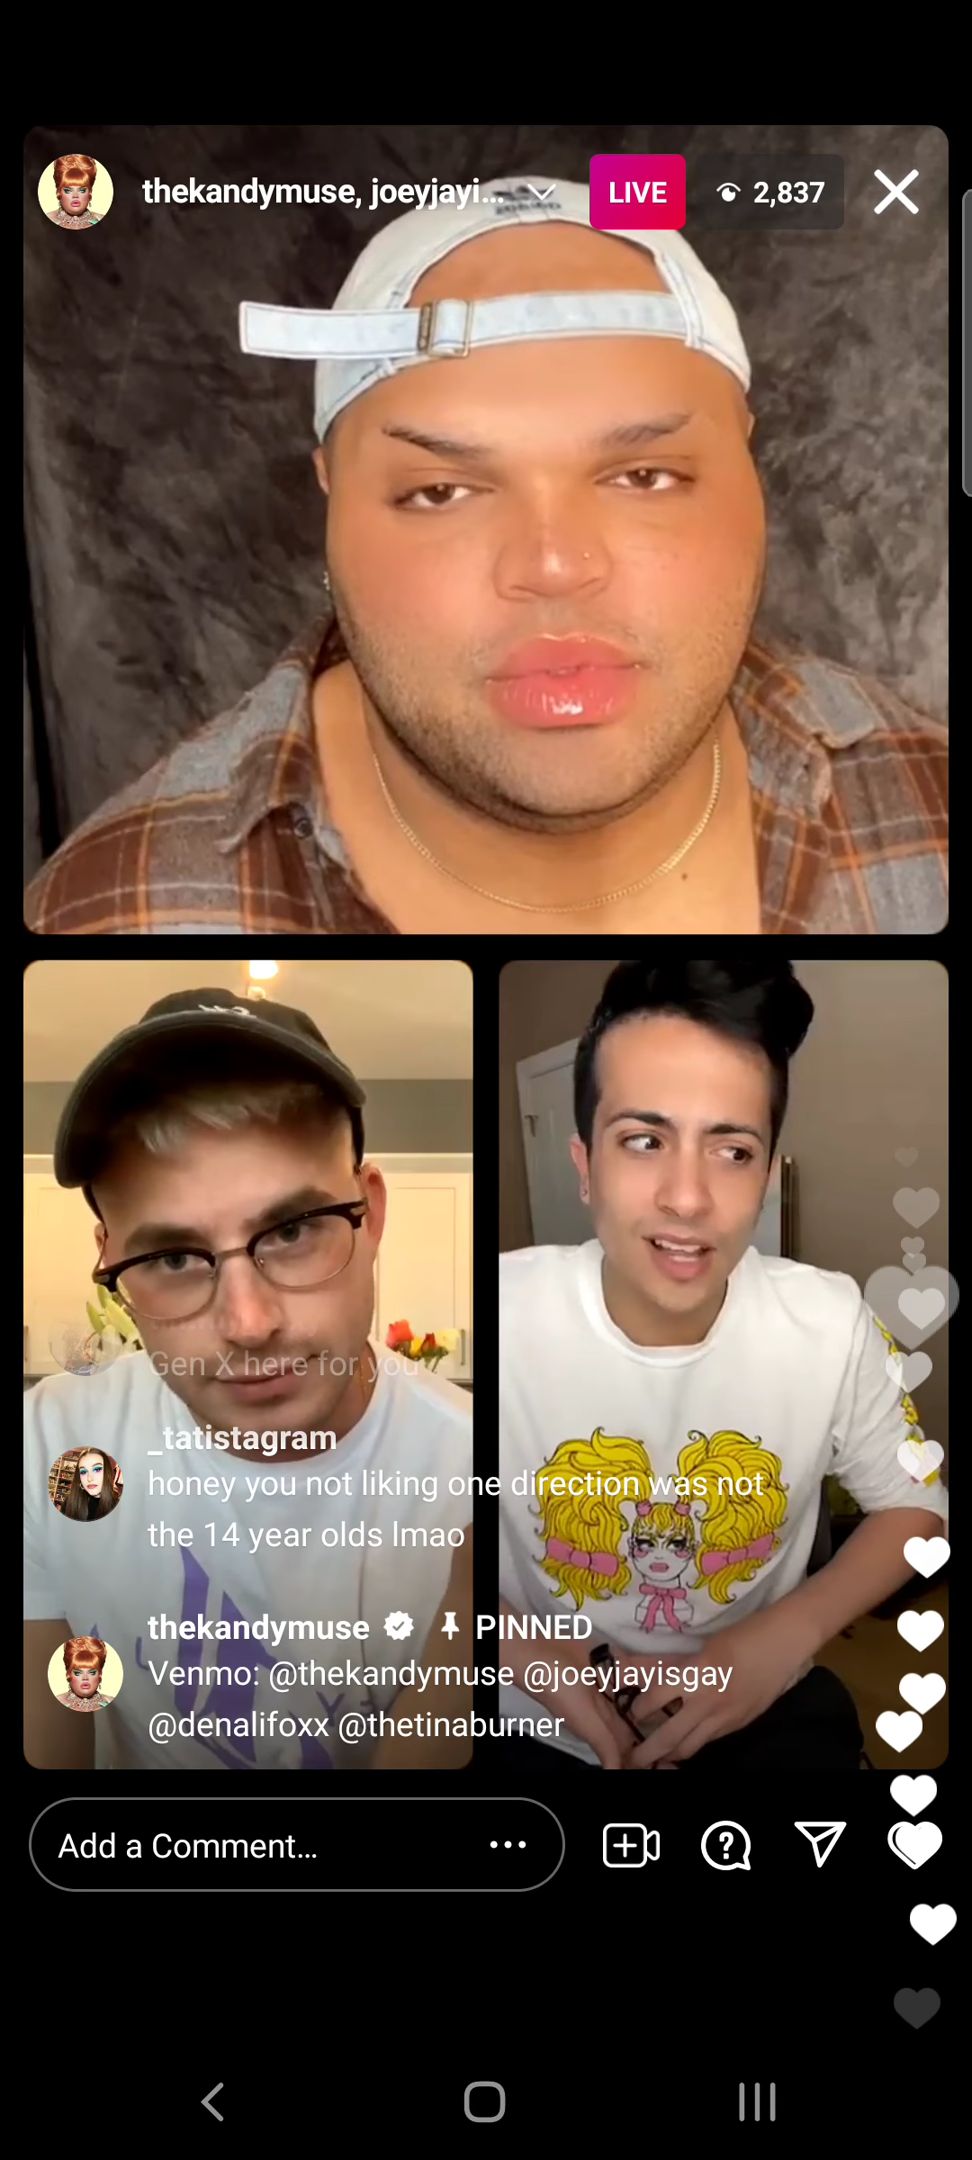 thekandymuse, joeyjayi...
LIVE
2,837
Gen X here for you
_tatistagram
honey you not liking one direction was not
the 14 year olds lmao
thekandymuse PINNED
Venmo: @thekandymuse @joeyjayisgay
@denalifoxx @thetinaburner
Add a Comment...